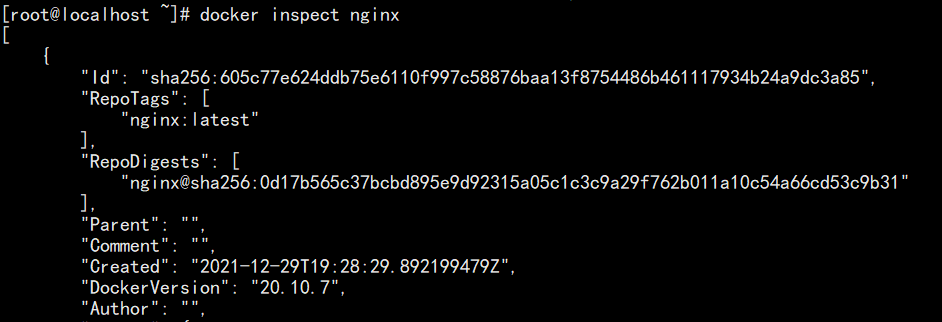 [root@localhost ~]# docker inspect nginx
[
    {
        "Id": "sha256:605c77e624ddb75e6110f997c58876baa13f8754486b461117934b24a9dc3a85",
        "RepoTags": [
            "nginx:latest"
        ],
        "RepoDigests": [
            "nginx@sha256:0d17b565c37bcbd895e9d92315a05c1c3c9a29f762b011a10c54a66cd53c9b31"
        ],
        "Parent": "",
        "Comment": "",
        "Created": "2021-12-29T19:28:29.892199479Z",
        "DockerVersion": "20.10.7",
        "Author": "",